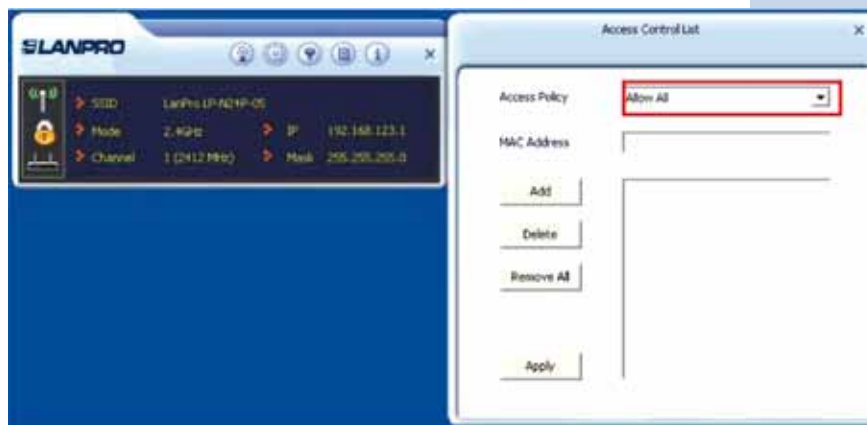 LANPRO
SSID LanPro LP-N24P-OS
Mode 2.4GHz IP 192.168.123.1
Channel 1 (2412 MHz) Mask 255.255.255.0
Access Control List
Access Policy Allow All
MAC Address
Add
Delete
Remove All
Apply